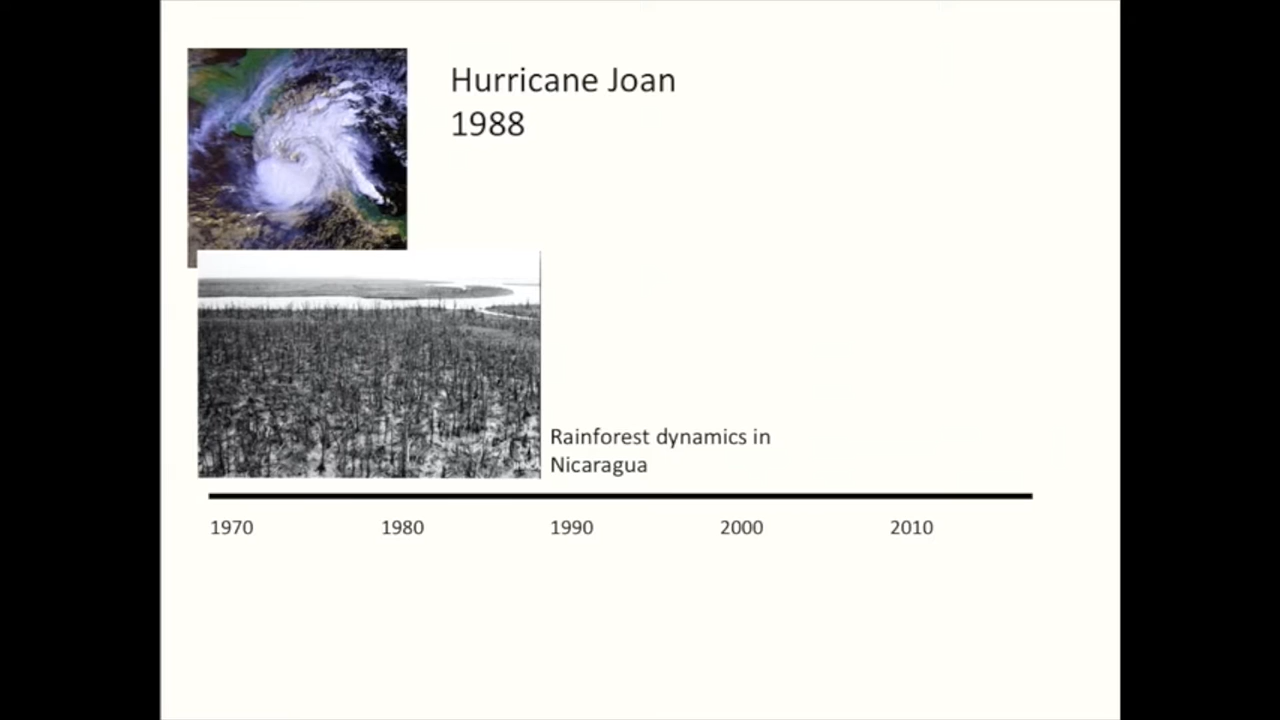 Hurricane Joan
1988
Rainforest dynamics in
Nicaragua
1970 1980 1990 2000 2010